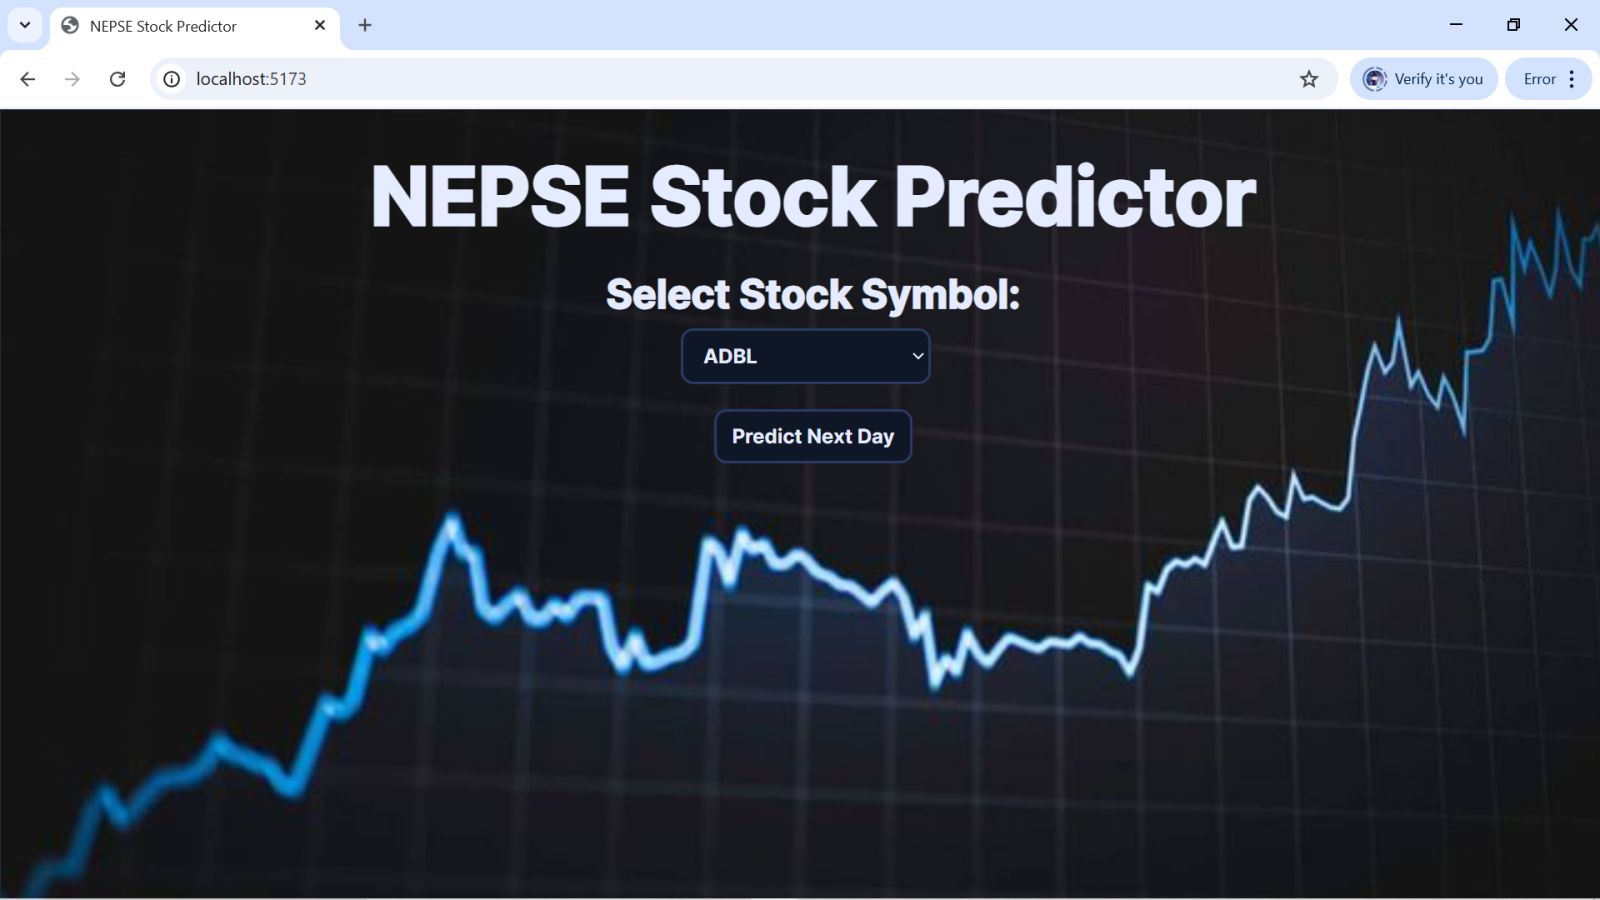 NEPSE Stock Predictor
localhost:5173
Verify it's you
Error
NEPSE Stock Predictor
Select Stock Symbol:
ADBL
Predict Next Day